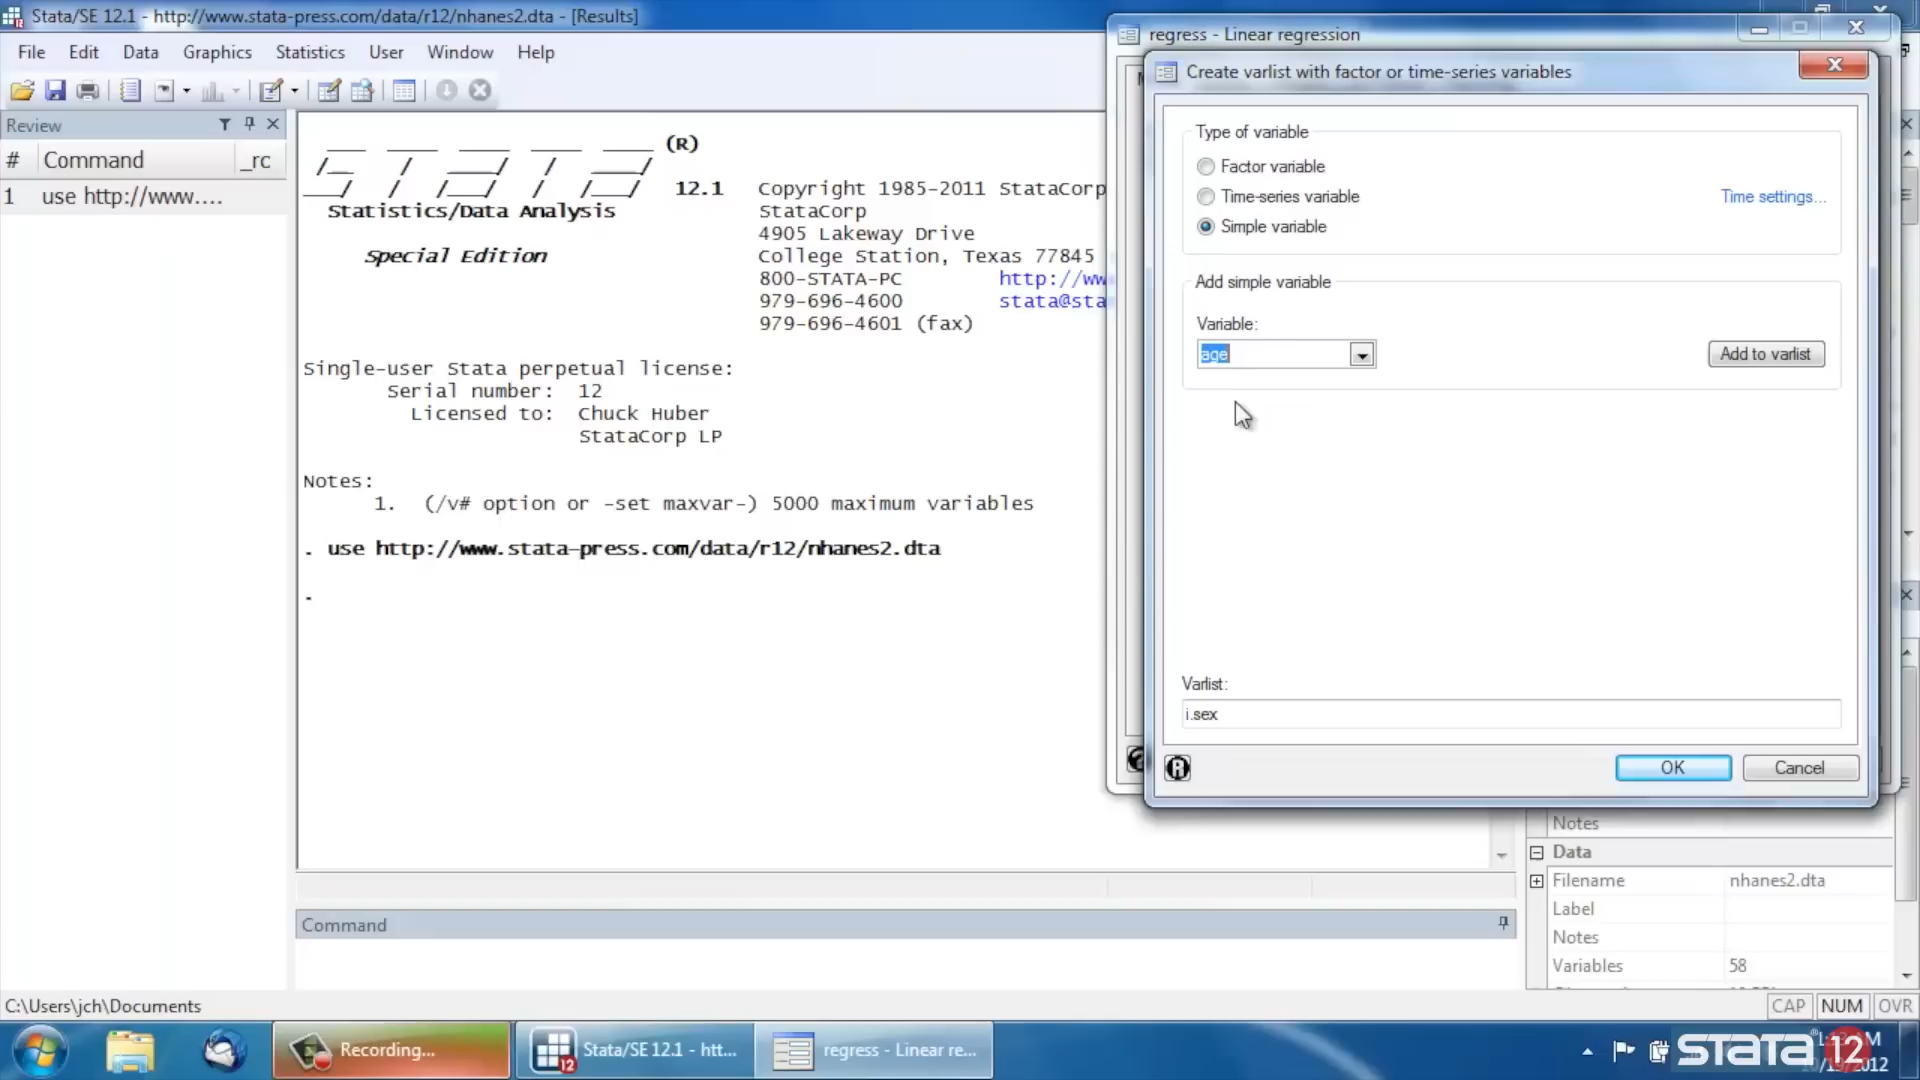 Stata/SE 12.1 - http://www.stata-press.com/data/r12/nhanes2.dta - [Results]
File Edit Data Graphics Statistics User Window Help
Review
# Command _rc
1 use http://www....
(R)
STATA
12.1 Copyright 1985-2011 StataCorp
Statistics/Data Analysis StataCorp
4905 Lakeway Drive
Special Edition College Station, Texas 77845
800-STATA-PC http://ww
979-696-4600 stata@sta
979-696-4601 (fax)
Single-user Stata perpetual license:
Serial number: 12
Licensed to: Chuck Huber
StataCorp LP
Notes:
1. (/v# option or -set maxvar-) 5000 maximum variables
. use http://www.stata-press.com/data/r12/nhanes2.dta
Command
regress - Linear regression
Create varlist with factor or time-series variables
Type of variable
Factor variable
Time-series variable Time settings...
Simple variable
Add simple variable
Variable:
age Add to varlist
Varlist:
i.sex
R OK Cancel
Notes
Data
Filename nhanes2.dta
Label
Notes
Variables 58
C:\Users\jch\Documents CAP NUM OVR
Recording... Stata/SE 12.1 - htt... regress - Linear re...
STATA 12